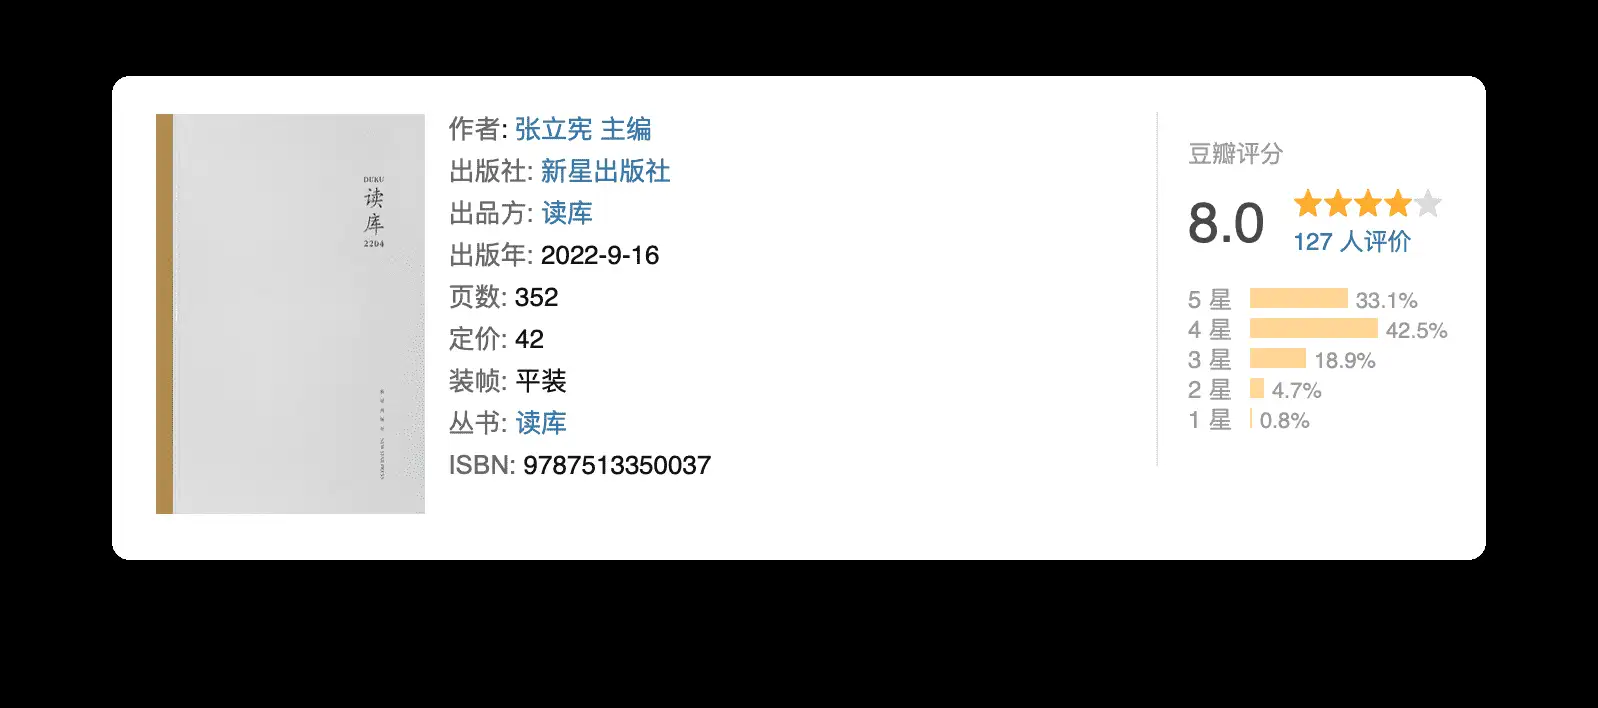 DUKU
读
库
2204
NEW STAR PRESS
作者: 张立宪 主编
出版社: 新星出版社
出品方: 读库
出版年: 2022-9-16
页数: 352
定价: 42
装帧: 平装
丛书: 读库
ISBN: 9787513350037
豆瓣评分
8.0
127 人评价
5 星 33.1%
4 星 42.5%
3 星 18.9%
2 星 4.7%
1 星 0.8%